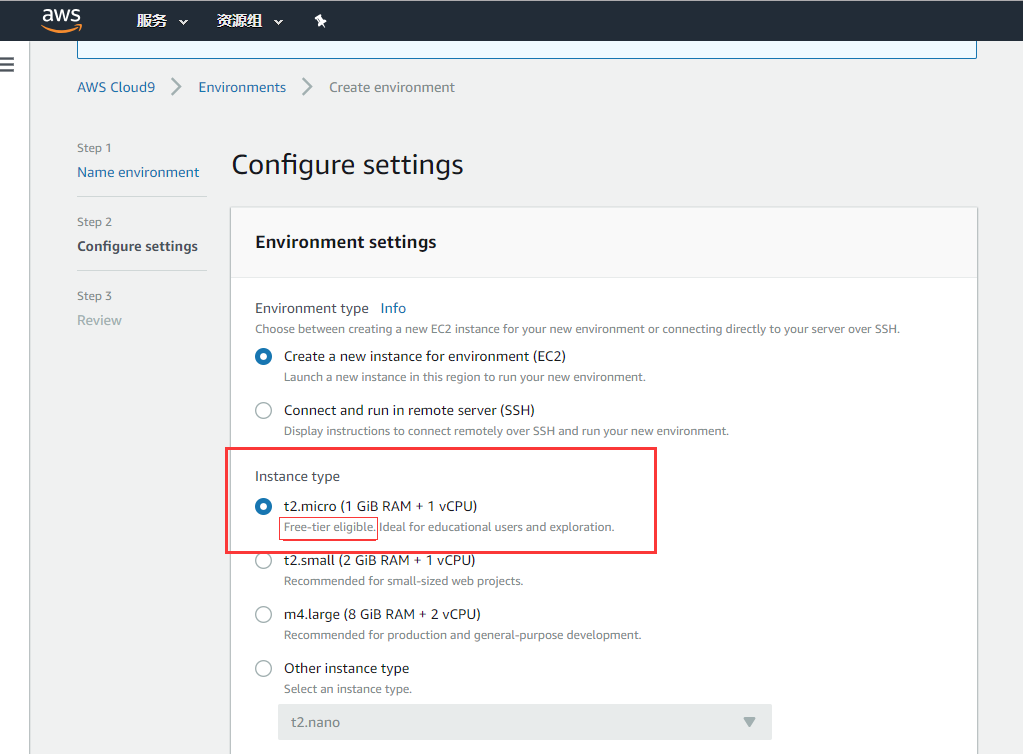 aws 服务 资源组
AWS Cloud9 Environments Create environment
Step 1
Name environment
Step 2
Configure settings
Step 3
Review
Configure settings
Environment settings
Environment type Info
Choose between creating a new EC2 instance for your new environment or connecting directly to your server over SSH.
Create a new instance for environment (EC2)
Launch a new instance in this region to run your new environment.
Connect and run in remote server (SSH)
Display instructions to connect remotely over SSH and run your new environment.
Instance type
t2.micro (1 GiB RAM + 1 vCPU)
Free-tier eligible. Ideal for educational users and exploration.
t2.small (2 GiB RAM + 1 vCPU)
Recommended for small-sized web projects.
m4.large (8 GiB RAM + 2 vCPU)
Recommended for production and general-purpose development.
Other instance type
Select an instance type.
t2.nano